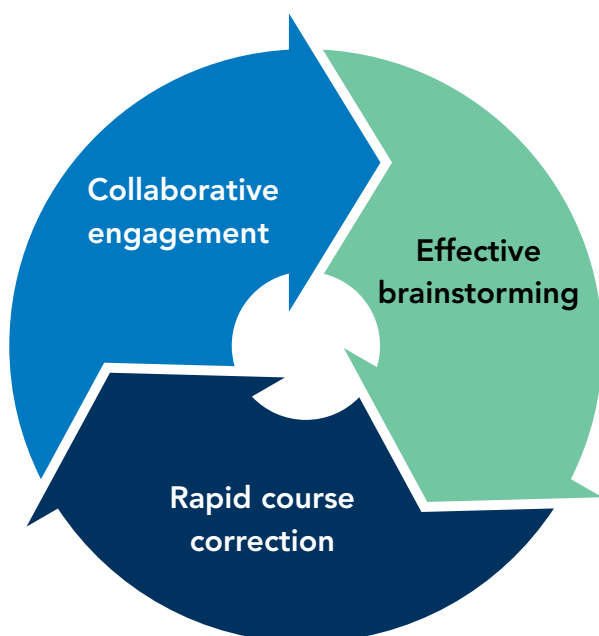 Collaborative
engagement
Effective
brainstorming
Rapid course
correction